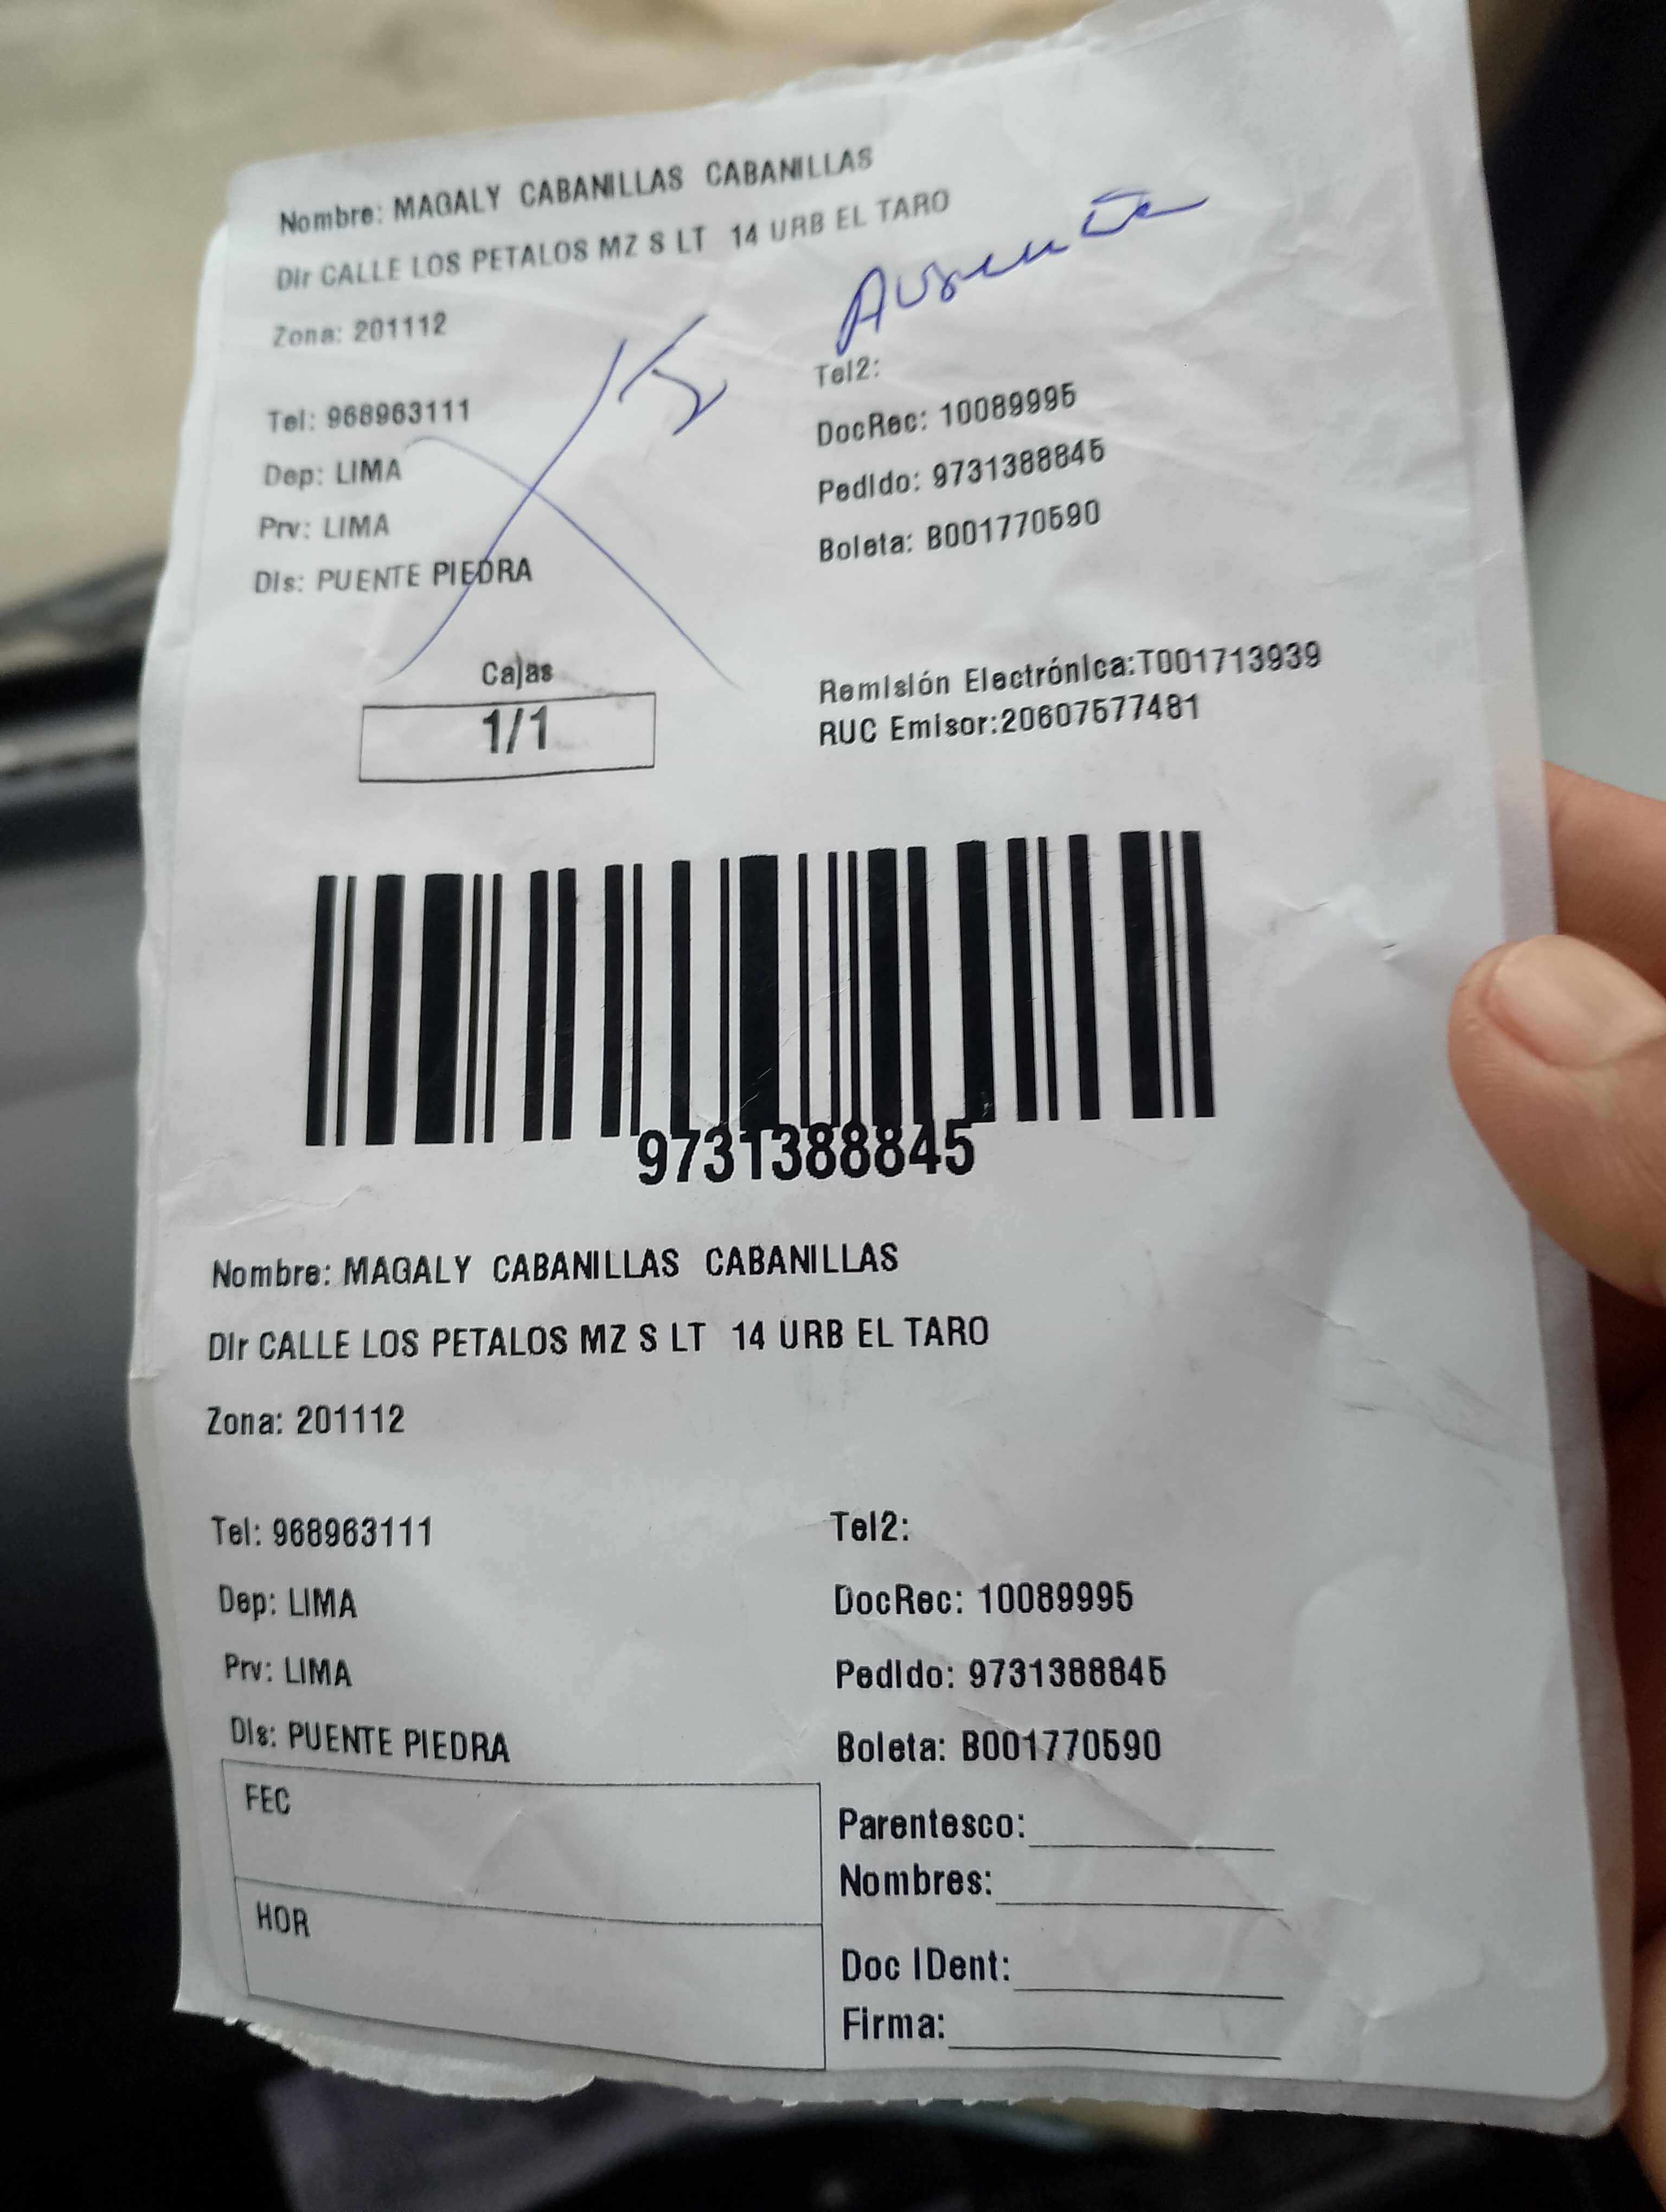 Nombre: MAGALY CABANILLAS CABANILLAS
Dir CALLE LOS PETALOS MZ S LT 14 URB EL TARO
Ausente
Zona: 201112
Tel2:
Tel: 968963111
DocRec: 10089995
Dep: LIMA
Pedido: 9731388845
Prv: LIMA
Boleta: B001770590
Dis: PUENTE PIEDRA
Cajas
1/1
Remisión Electrónica:T001713939
RUC Emisor:20607577481
9731388845
Nombre: MAGALY CABANILLAS CABANILLAS
Dir CALLE LOS PETALOS MZ S LT 14 URB EL TARO
Zona: 201112
Tel: 968963111
Tel2:
Dep: LIMA
DocRec: 10089995
Prv: LIMA
Pedido: 9731388845
Dis: PUENTE PIEDRA
Boleta: B001770590
FEC
HOR
Parentesco:
Nombres:
Doc IDent:
Firma: